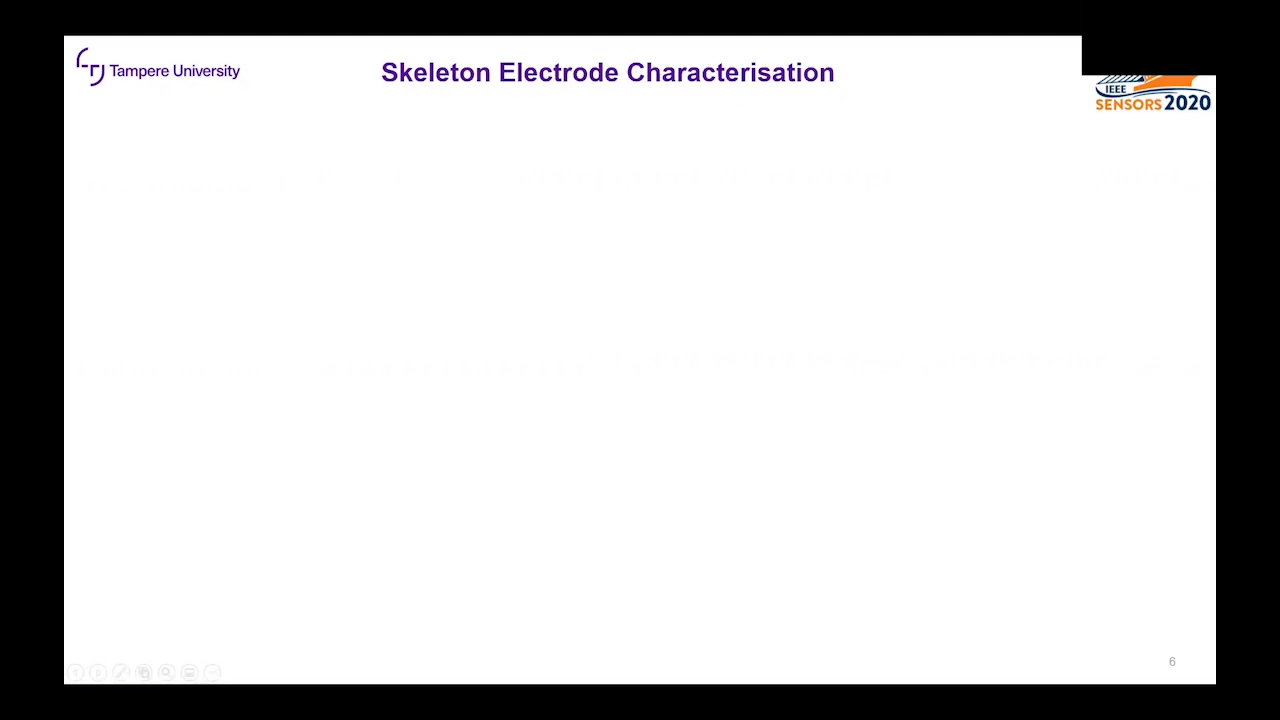 Tampere University
Skeleton Electrode Characterisation
IEEE
SENSORS 2020
6